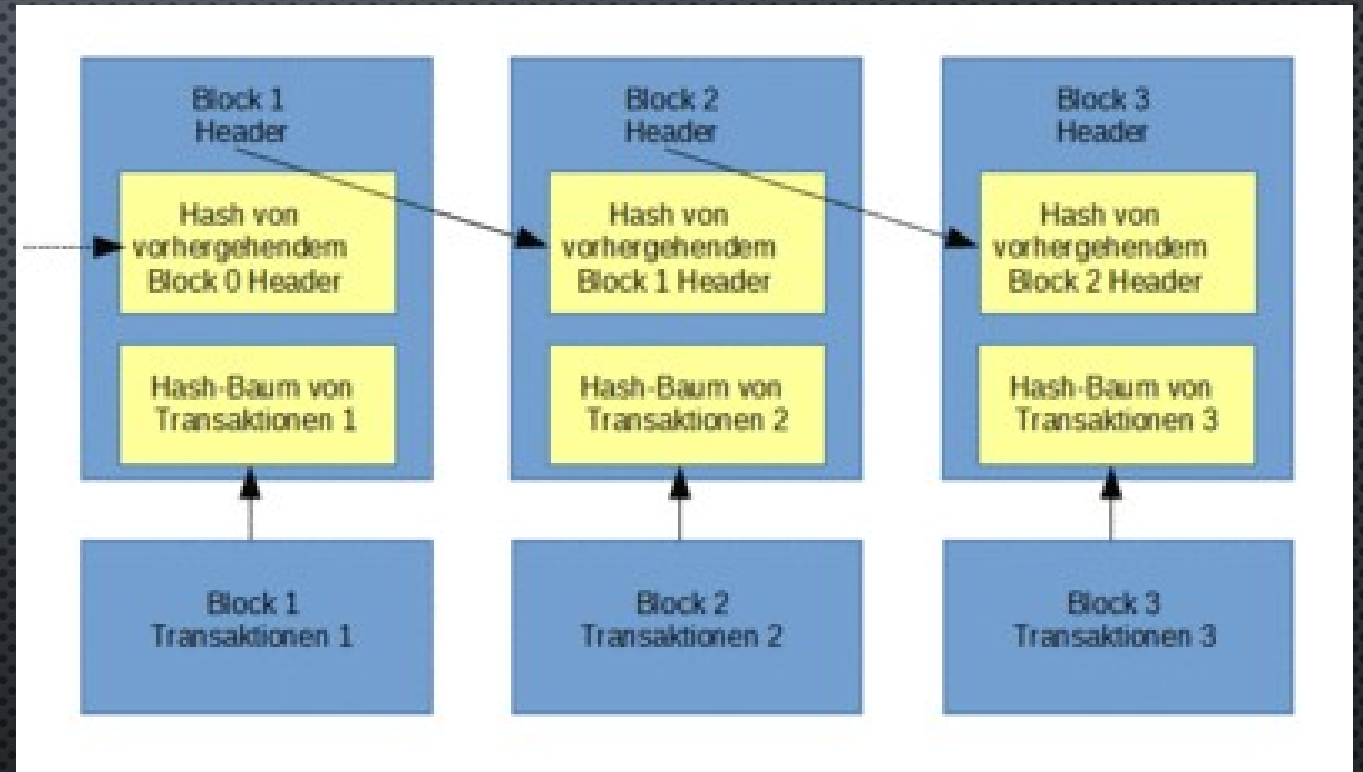 Block 1
Header
Hash von
vorhergehendem
Block 0 Header
Hash-Baum von
Transaktionen 1
Block 1
Transaktionen 1
Block 2
Header
Hash von
vorhergehendem
Block 1 Header
Hash-Baum von
Transaktionen 2
Block 2
Transaktionen 2
Block 3
Header
Hash von
vorhergehendem
Block 2 Header
Hash-Baum von
Transaktionen 3
Block 3
Transaktionen 3